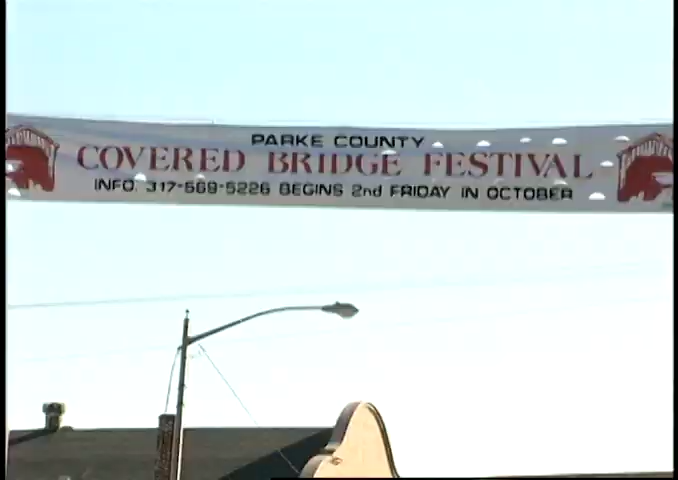 PARKE COUNTY
COVERED BRIDGE FESTIVAL
INFO. 317-569-5226 BEGINS 2nd FRIDAY IN OCTOBER